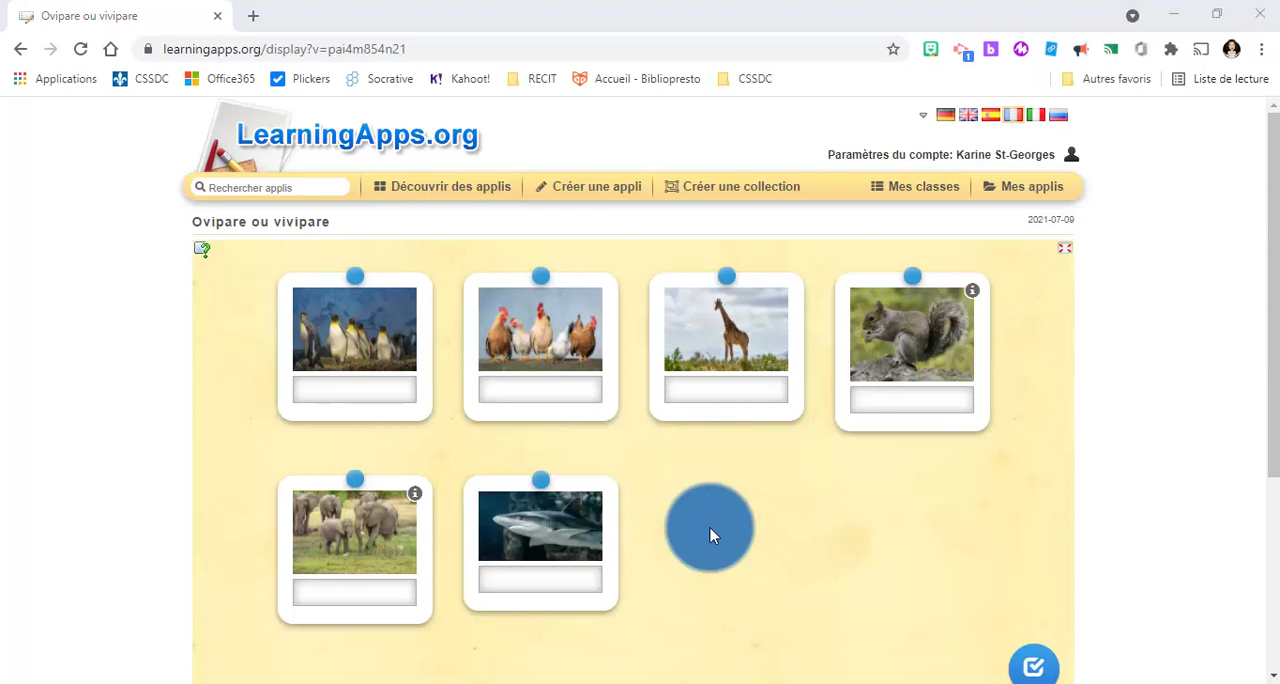 Ovipare ou vivipare
learningapps.org/display?v=pai4m854n21
1
Applications CSSDC Office365 Plickers Socrative K! Kahoot! RECIT Accueil - Bibliopresto CSSDC Autres favoris Liste de lecture
LearningApps.org
Paramètres du compte: Karine St-Georges
Rechercher applis Découvrir des applis Créer une appli Créer une collection Mes classes Mes applis
Ovipare ou vivipare 2021-07-09